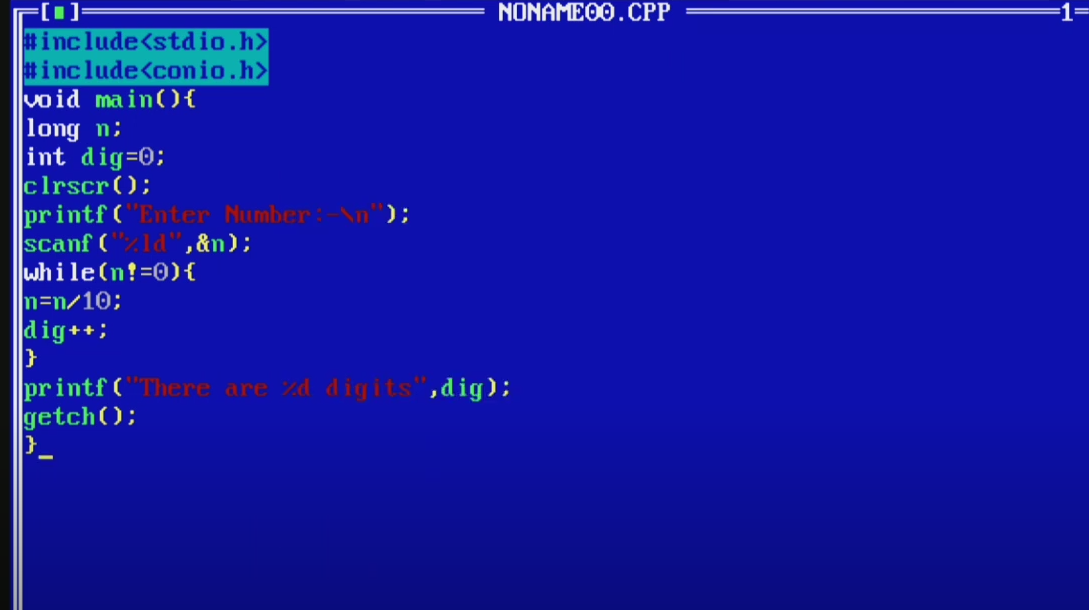 [■] NONAME00.CPP 1
#include<stdio.h>
#include<conio.h>
void main(){
long n;
int dig=0;
clrscr();
printf("Enter Number:-\n");
scanf("%ld",&n);
while(n!=0){
n=n/10;
dig++;
}
printf("There are %d digits",dig);
getch();
}_